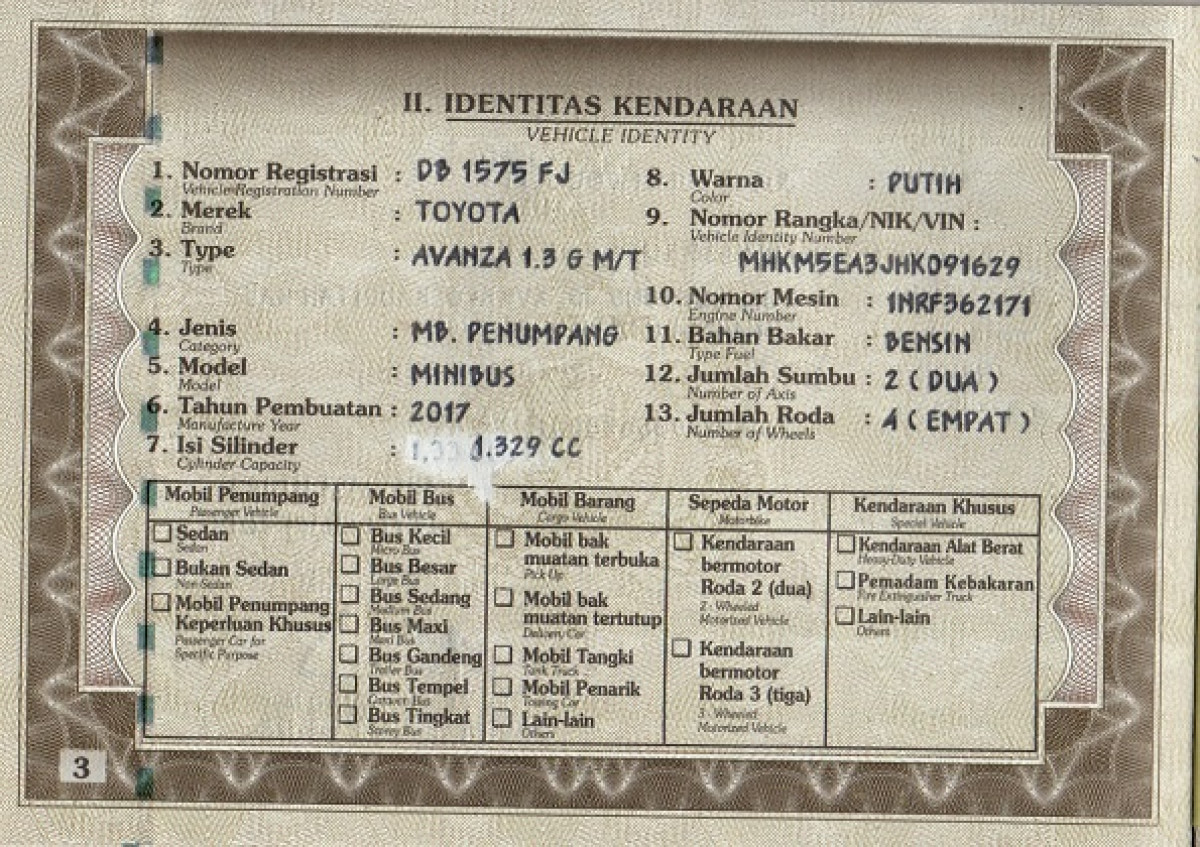 II. IDENTITAS KENDARAAN
VEHICLE IDENTITY
1. Nomor Registrasi : DB 1575 FJ
Vehicle Registration Number
2. Merek : TOYOTA
Brand
3. Type : AVANZA 1.3 G M/T
Type
4. Jenis : MB. PENUMPANG
Category
5. Model : MINIBUS
Model
6. Tahun Pembuatan : 2017
Manufacture Year
7. Isi Silinder : 1.329 CC
Cylinder Capacity
8. Warna : PUTIH
Color
9. Nomor Rangka/NIK/VIN :
Vehicle Identity Number
MHKM5EA3JHK091629
10. Nomor Mesin : 1NRF362171
Engine Number
11. Bahan Bakar : BENSIN
Type Fuel
12. Jumlah Sumbu : 2 ( DUA )
Number of Axis
13. Jumlah Roda : 4 ( EMPAT )
Number of Wheels
Mobil Penumpang
Passenger Vehicle
Sedan
Sedan
Bukan Sedan
Non Sedan
Mobil Penumpang
Keperluan Khusus
Passenger Car for
Specific Purpose
Mobil Bus
Bus Vehicle
Bus Kecil
Micro Bus
Bus Besar
Large Bus
Bus Sedang
Medium Bus
Bus Maxi
Maxi Bus
Bus Gandeng
Trailer Bus
Bus Tempel
Bus Tingkat
Storey Bus
Mobil Barang
Cargo Vehicle
Mobil bak
muatan terbuka
Pick Up
Mobil bak
muatan tertutup
Delivery Car
Mobil Tangki
Tank Truck
Mobil Penarik
Towing Car
Lain-lain
Others
Sepeda Motor
Motorbike
Kendaraan
bermotor
Roda 2 (dua)
2 - Wheeled
Motorized Vehicle
Kendaraan
bermotor
Roda 3 (tiga)
3 - Wheeled
Motorized Vehicle
Kendaraan Khusus
Special Vehicle
Kendaraan Alat Berat
Heavy-Duty Vehicle
Pemadam Kebakaran
Fire Extinguisher Truck
Lain-lain
Others
3